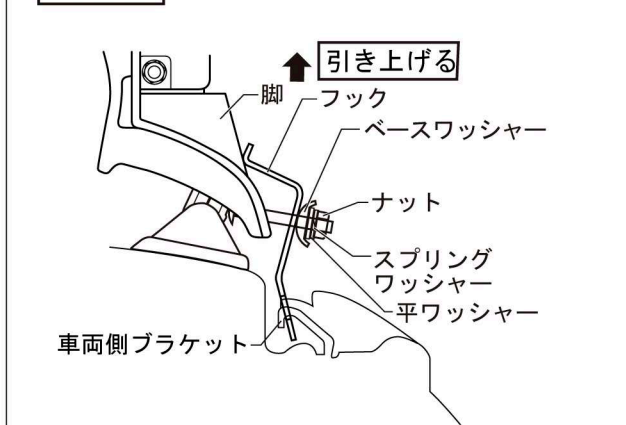 引き上げる
脚
フック
ベースワッシャー
ナット
スプリング
ワッシャー
平ワッシャー
車両側ブラケット